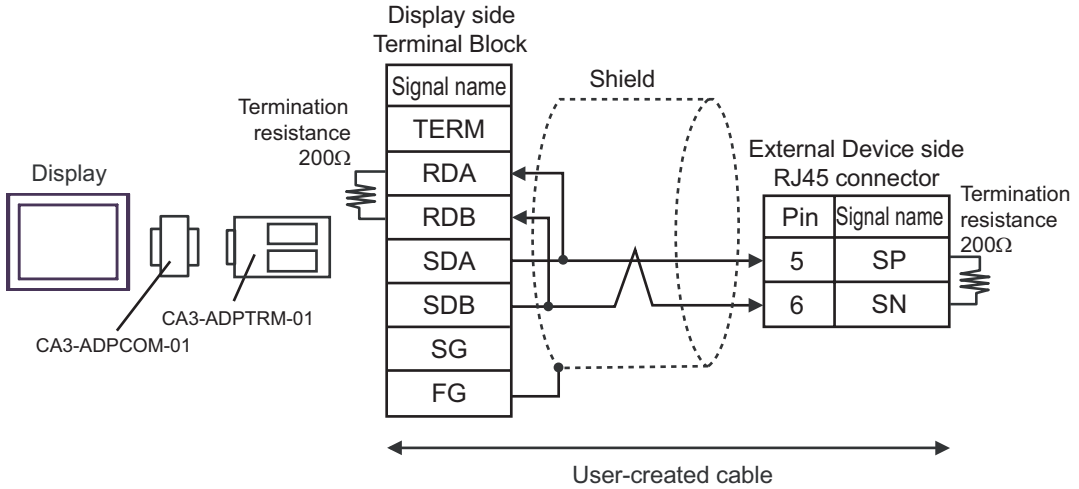 Display side
Terminal Block
Signal name
TERM
RDA
RDB
SDA
SDB
SG
FG
Shield
Termination
resistance
200Ω
Display
CA3-ADPTRM-01
CA3-ADPCOM-01
External Device side
RJ45 connector
Pin Signal name
5 SP
6 SN
Termination
resistance
200Ω
User-created cable